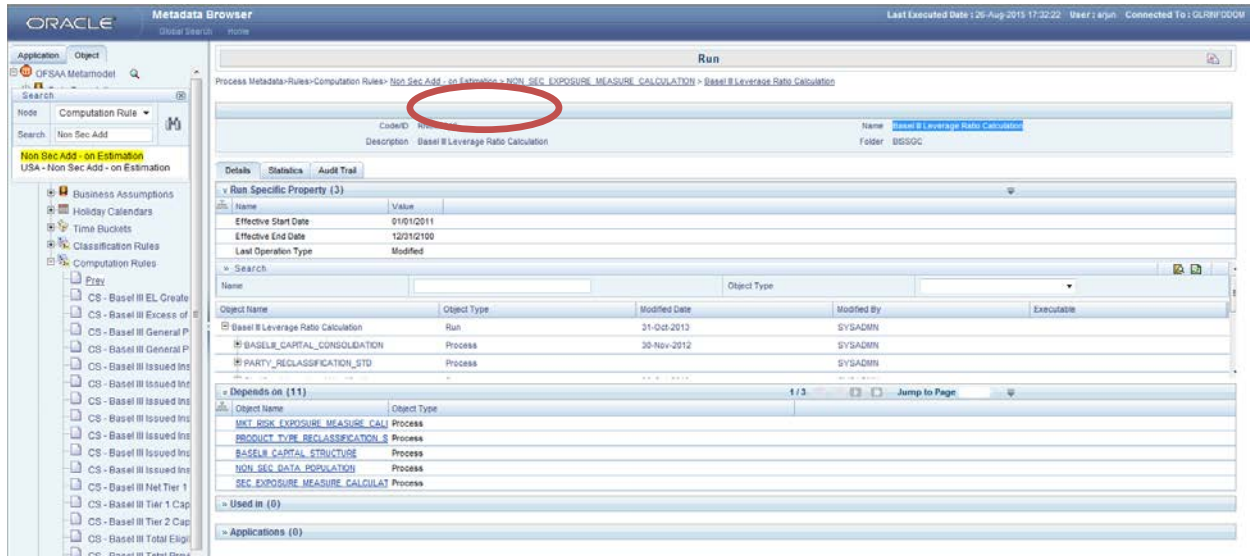 ORACLE
Metadata Browser
Global Search Home
Last Executed Date : 26-Aug-2015 17:32:22 User : arjun Connected To :
Application Object
OFSAA Metamodel
Search
Node Computation Rule
Search Non Sec Add
Non Sec Add - on Estimation
USA - Non Sec Add - on Estimation
Business Assumptions
Holiday Calendars
Time Buckets
Classification Rules
Computation Rules
Prev
CS - Basel III EL Greate
CS - Basel III Excess of
CS - Basel III General P
CS - Basel III General P
CS - Basel III Issued Ins
CS - Basel III Issued Ins
CS - Basel III Issued Ins
CS - Basel III Issued Ins
CS - Basel III Issued Ins
CS - Basel III Issued Ins
CS - Basel III Issued Ins
CS - Basel III Net Tier 1
CS - Basel III Tier 1 Cap
CS - Basel III Tier 2 Cap
CS - Basel III Total Eligi
CS - Basel III Total
Run
Process Metadata>Rules>Computation Rules> Non Sec Add - on Estimation > NON_SEC_EXPOSURE_MEASURE_CALCULATION > Basel III Leverage Ratio Calculation
Code/ID
Name Basel III Leverage Ratio Calculation
Description Basel III Leverage Ratio Calculation
Folder BISSGC
Details Statistics Audit Trail
Run Specific Property (3)
Name Value
Effective Start Date 01/01/2011
Effective End Date 12/31/2100
Last Operation Type Modified
» Search
Name Object Type
Object Name Object Type Modified Date Modified By Executable
Basel III Leverage Ratio Calculation Run 31-Oct-2013 SYSADMN
BASELIII_CAPITAL_CONSOLIDATION Process 30-Nov-2012 SYSADMN
PARTY_RECLASSIFICATION_STD Process SYSADMN
Depends on (11) 1/3 Jump to Page
Object Name Object Type
MKT_RISK_EXPOSURE_MEASURE_CALC Process
PRODUCT_TYPE_RECLASSIFICATION_S Process
BASELIII_CAPITAL_STRUCTURE Process
NON_SEC_DATA_POPULATION Process
SEC_EXPOSURE_MEASURE_CALCULAT Process
» Used in (0)
» Applications (0)